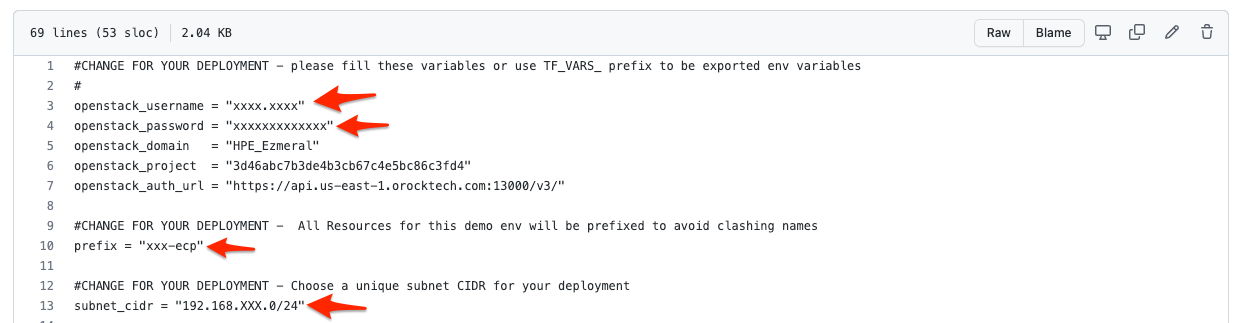 69 lines (53 sloc) 2.04 KB Raw Blame
1 #CHANGE FOR YOUR DEPLOYMENT - please fill these variables or use TF_VARS_ prefix to be exported env variables
2 #
3 openstack_username = "xxxx.xxxx"
4 openstack_password = "xxxxxxxxxxxxx"
5 openstack_domain   = "HPE_Ezmeral"
6 openstack_project  = "3d46abc7b3de4b3cb67c4e5bc86c3fd4"
7 openstack_auth_url = "https://api.us-east-1.orocktech.com:13000/v3/"
8
9 #CHANGE FOR YOUR DEPLOYMENT -  All Resources for this demo env will be prefixed to avoid clashing names
10 prefix = "xxx-ecp"
11
12 #CHANGE FOR YOUR DEPLOYMENT - Choose a unique subnet CIDR for your deployment
13 subnet_cidr = "192.168.XXX.0/24"